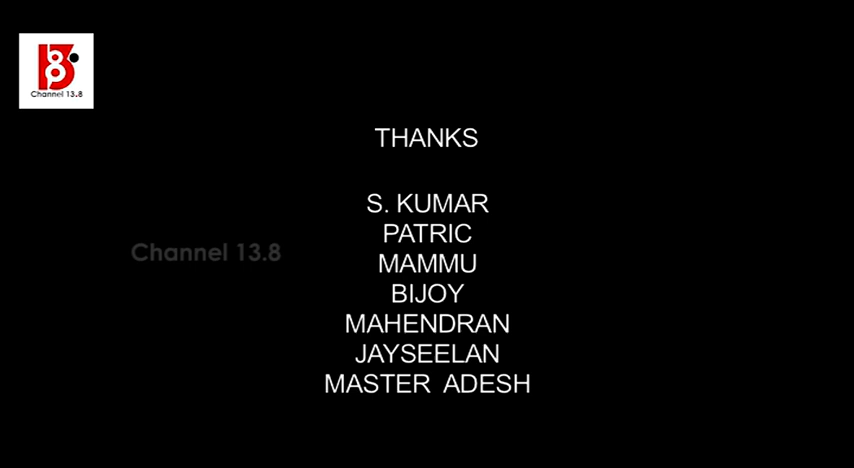 Channel 13.8
THANKS
S. KUMAR
PATRIC
MAMMU
BIJOY
MAHENDRAN
JAYSEELAN
MASTER ADESH
Channel 13.8